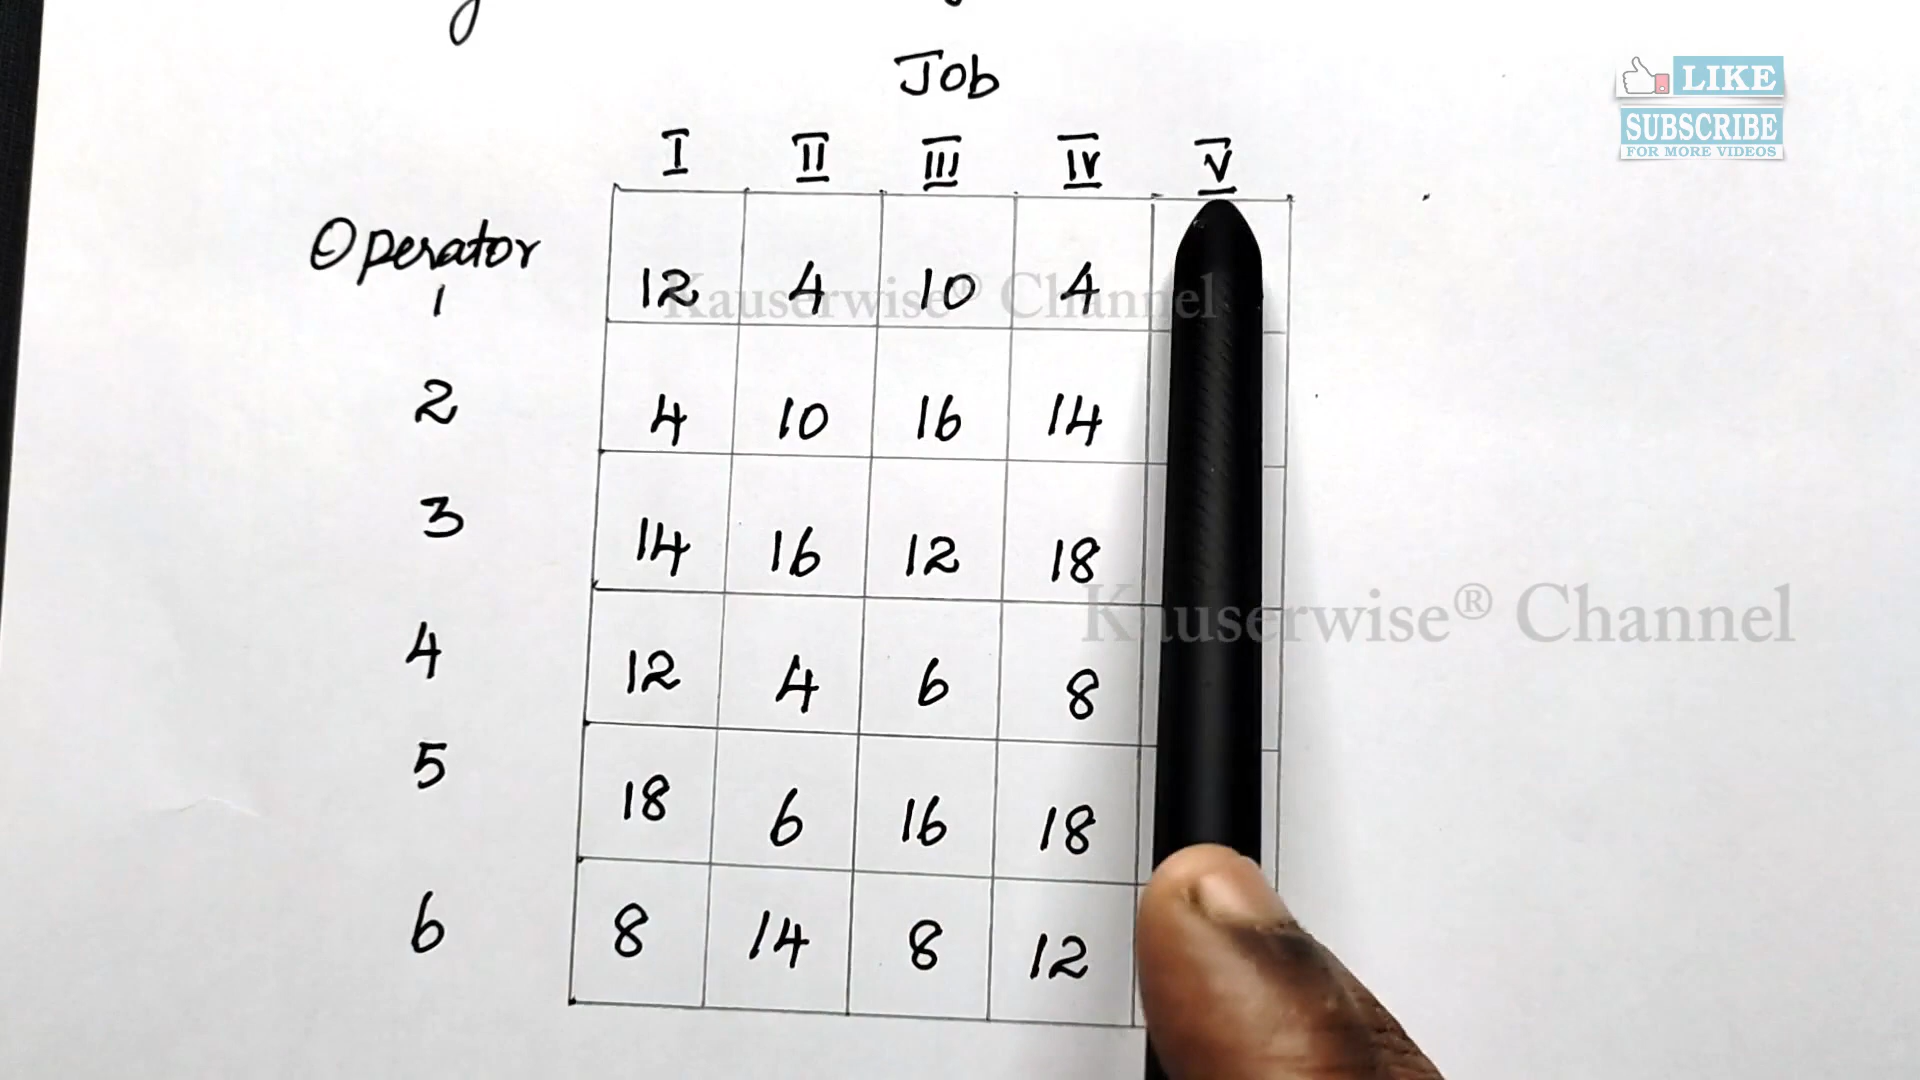 Job
I II III IV V
Operator
1 12 4 10 4
2 4 10 16 14
3 14 16 12 18
4 12 4 6 8
5 18 6 16 18
6 8 14 8 12
LIKE
SUBSCRIBE
FOR MORE VIDEOS
Kauserwise® Channel
Kauserwise® Channel